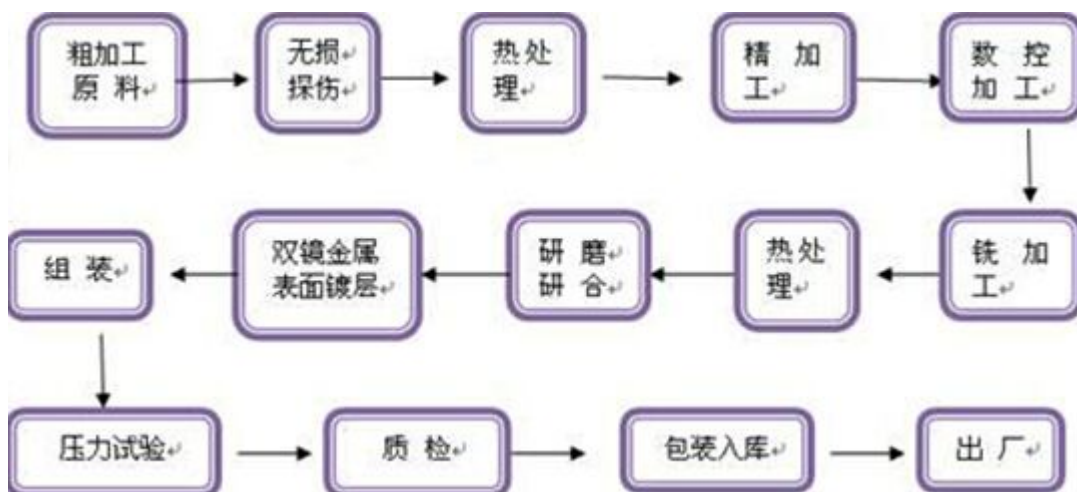 粗加工
原 料
无损
探伤
热处
理
精 加
工
数 控
加 工
铣 加
工
热处
理
研 磨
研 合
双镜金属
表面镀层
组 装
压力试验
质 检
包装入库
出 厂